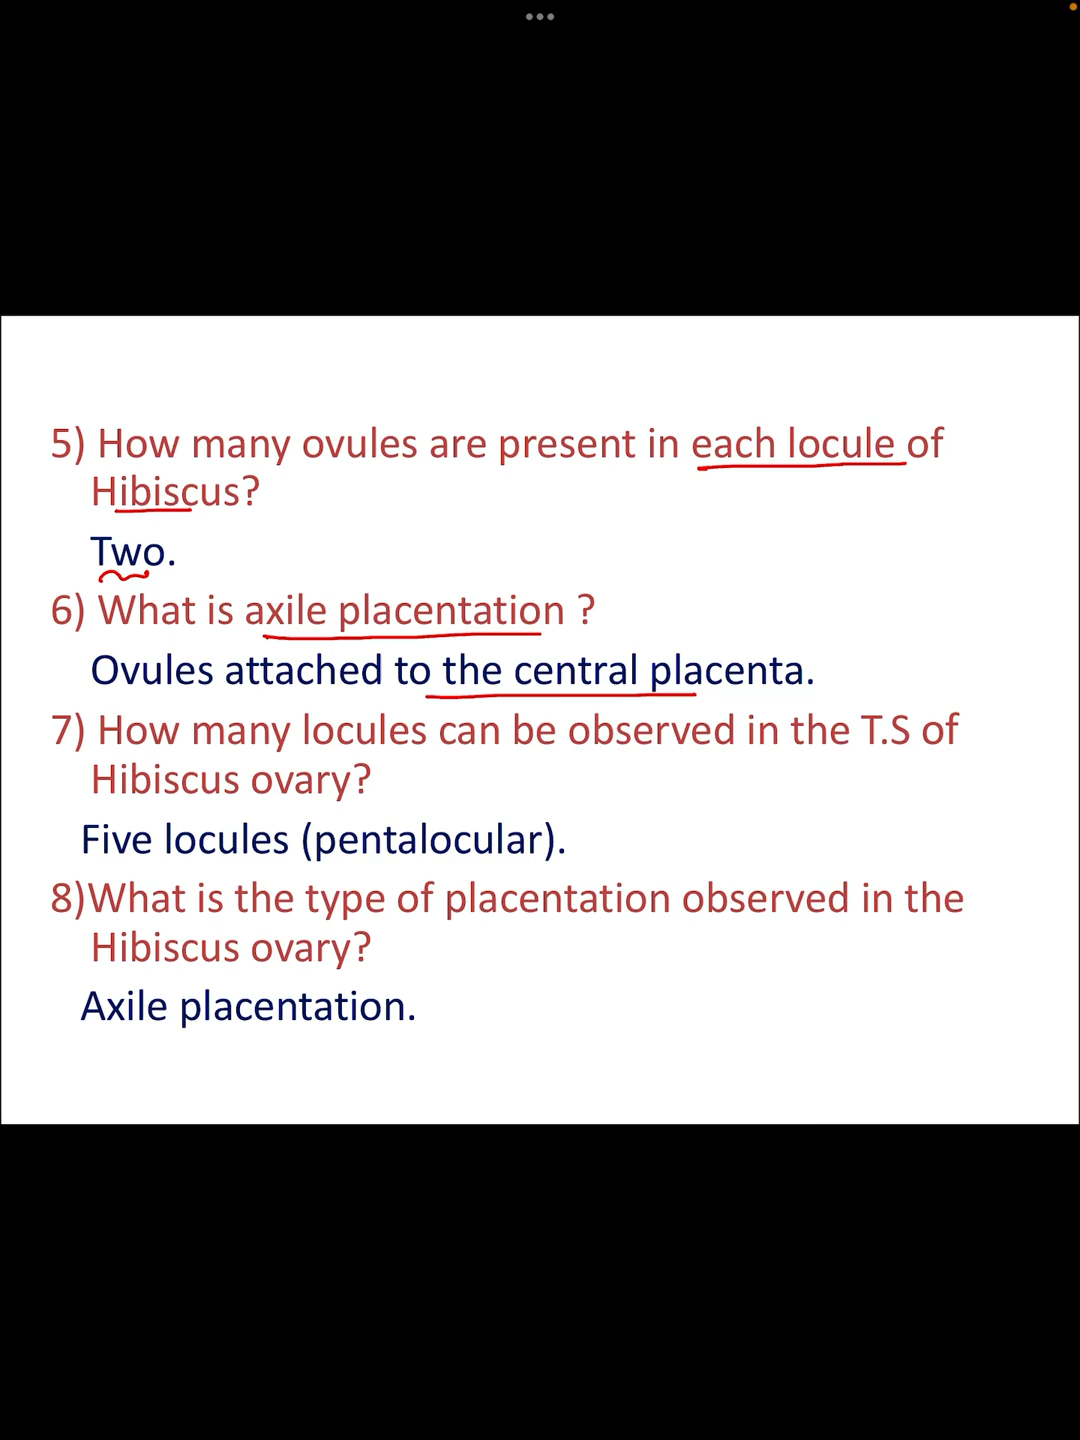 5) How many ovules are present in each locule of
Hibiscus?
Two.
6) What is axile placentation ?
Ovules attached to the central placenta.
7) How many locules can be observed in the T.S of
Hibiscus ovary?
Five locules (pentalocular).
8)What is the type of placentation observed in the
Hibiscus ovary?
Axile placentation.